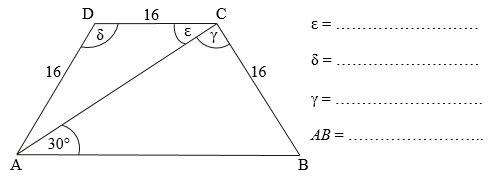 D 16 C
δ ε γ
16 16
30°
A B
ε = ……………………
δ = ……………………
γ = ……………………
AB = …………………..